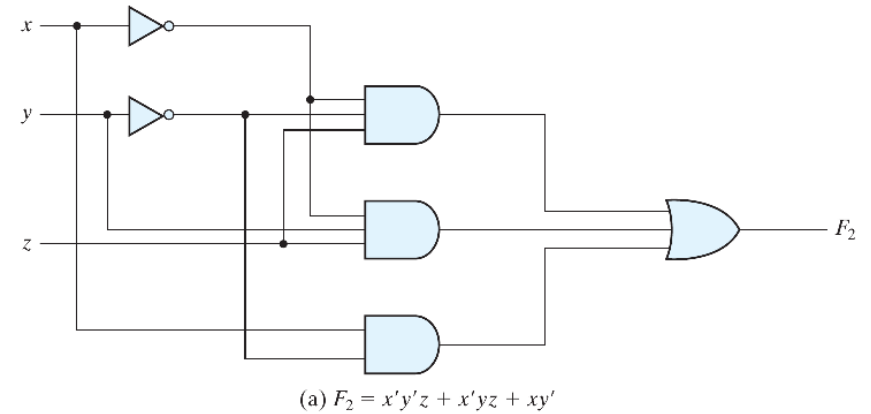 x
y
z
F₂
(a) F₂ = x'y'z + x'yz + xy'